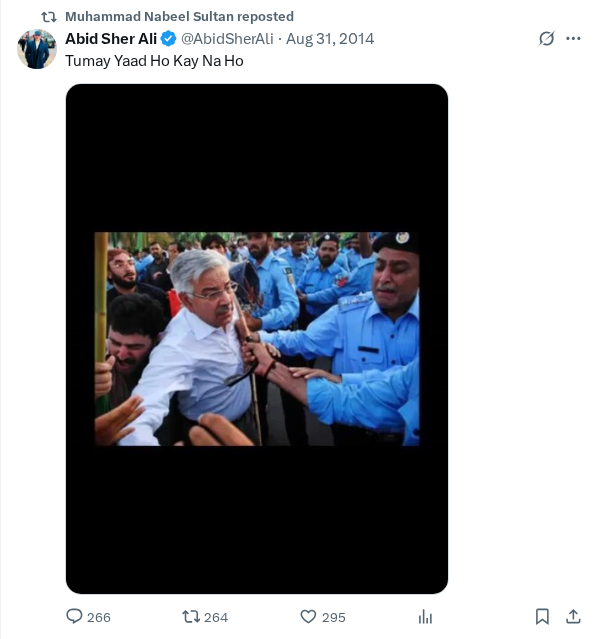 Muhammad Nabeel Sultan reposted
Abid Sher Ali @AbidSherAli · Aug 31, 2014
Tumay Yaad Ho Kay Na Ho
266 264 295